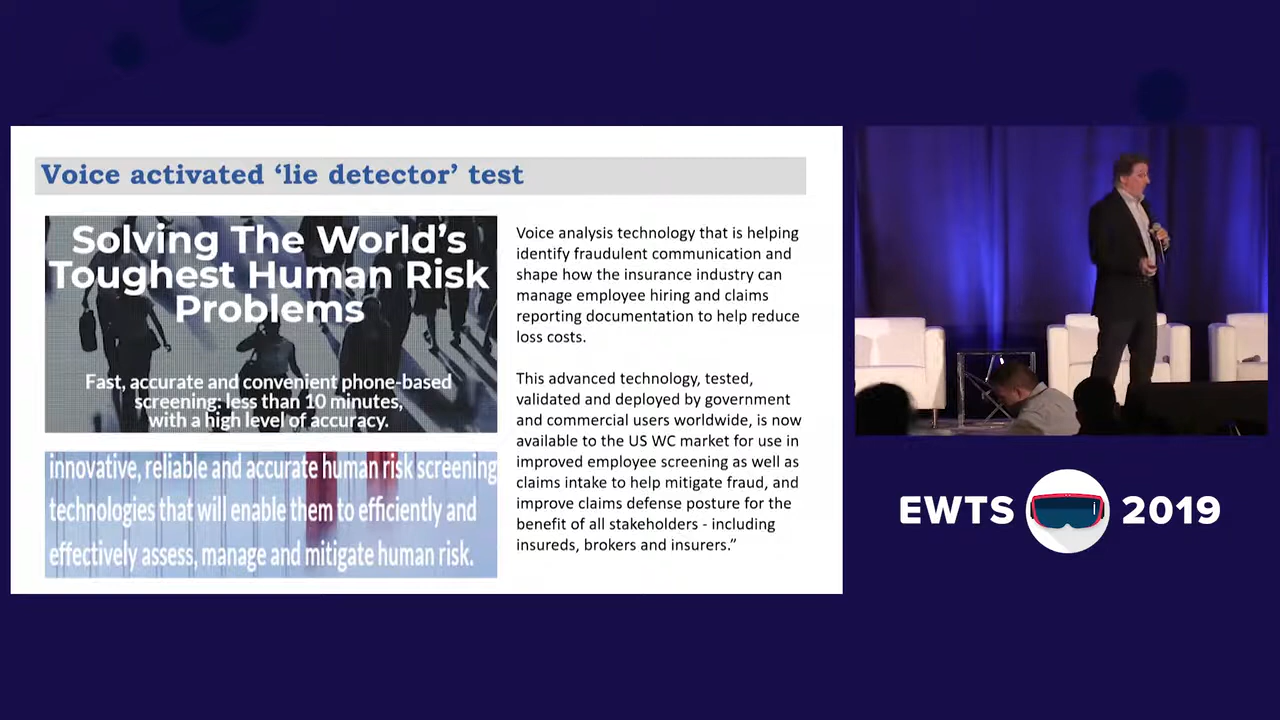 Voice activated ‘lie detector’ test
Solving The World’s
Toughest Human Risk
Problems
Fast, accurate and convenient phone-based
screening: less than 10 minutes,
with a high level of accuracy.
innovative, reliable and accurate human risk screening
technologies that will enable them to efficiently and
effectively assess, manage and mitigate human risk.
Voice analysis technology that is helping
identify fraudulent communication and
shape how the insurance industry can
manage employee hiring and claims
reporting documentation to help reduce
loss costs.
This advanced technology, tested,
validated and deployed by government
and commercial users worldwide, is now
available to the US WC market for use in
improved employee screening as well as
claims intake to help mitigate fraud, and
improve claims defense posture for the
benefit of all stakeholders - including
insureds, brokers and insurers.”
EWTS 2019